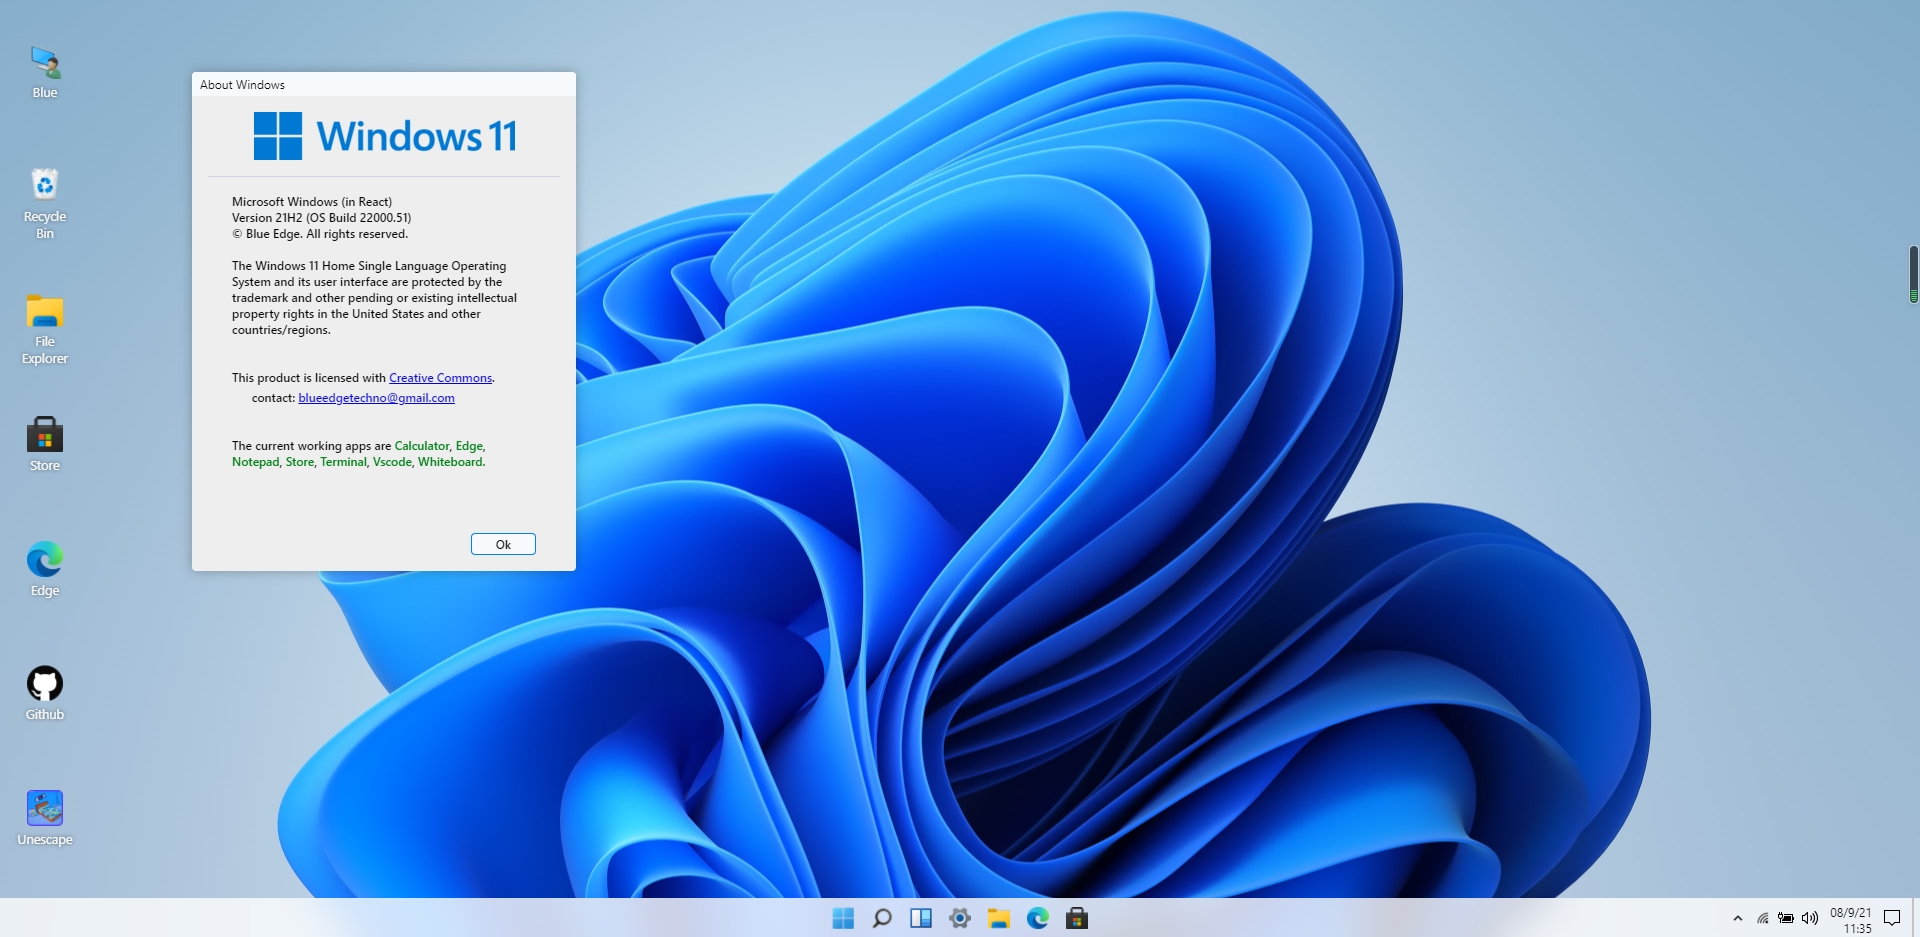 Blue
Recycle
Bin
File
Explorer
Store
Edge
Github
Unescape
About Windows
Windows 11
Microsoft Windows (in React)
Version 21H2 (OS Build 22000.51)
© Blue Edge. All rights reserved.
The Windows 11 Home Single Language Operating
System and its user interface are protected by the
trademark and other pending or existing intellectual
property rights in the United States and other
countries/regions.
This product is licensed with Creative Commons.
contact: blueedgetechno@gmail.com
The current working apps are Calculator, Edge,
Notepad, Store, Terminal, Vscode, Whiteboard.
Ok
08/9/21
11:35